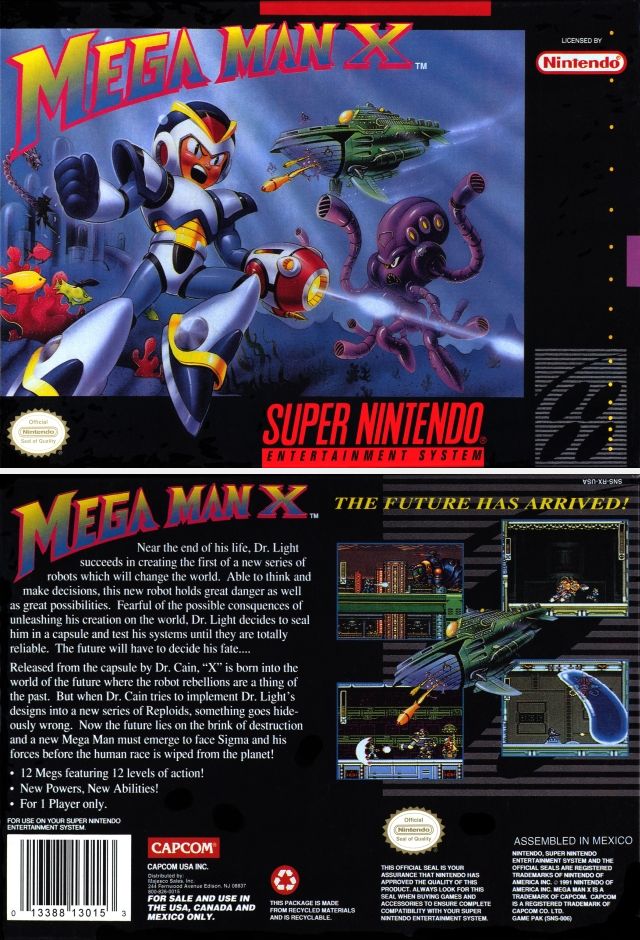 MEGA MAN X
TM
LICENSED BY
Nintendo®
Official
Nintendo
Seal of Quality
SUPER NINTENDO®
ENTERTAINMENT SYSTEM
SNS-RX-USA
MEGA MAN X
TM
THE FUTURE HAS ARRIVED!
Near the end of his life, Dr. Light
succeeds in creating the first of a new series of
robots which will change the world. Able to think and
make decisions, this new robot holds great danger as well
as great possibilities. Fearful of the possible consquences of
unleashing his creation on the world, Dr. Light decides to seal
him in a capsule and test his systems until they are totally
reliable. The future will have to decide his fate....
Released from the capsule by Dr. Cain, “X” is born into the
world of the future where the robot rebellions are a thing of
the past. But when Dr. Cain tries to implement Dr. Light's
designs into a new series of Reploids, something goes hide-
ously wrong. Now the future lies on the brink of destruction
and a new Mega Man must emerge to face Sigma and his
forces before the human race is wiped from the planet!
• 12 Megs featuring 12 levels of action!
• New Powers, New Abilities!
• For 1 Player only.
FOR USE ON YOUR SUPER NINTENDO
ENTERTAINMENT SYSTEM.
0 13388 13015 3
CAPCOM®
CAPCOM USA INC.
Distributed by:
Majesco Sales, Inc.
244 Fernwood Avenue Edison, NJ 08837
800-826-0015
FOR SALE AND USE IN
THE USA, CANADA AND
MEXICO ONLY.
THIS PACKAGE IS MADE
FROM RECYCLED MATERIALS
AND IS RECYCLABLE.
Official
Nintendo
Seal of Quality
THIS OFFICIAL SEAL IS YOUR
ASSURANCE THAT NINTENDO HAS
APPROVED THE QUALITY OF THIS
PRODUCT. ALWAYS LOOK FOR THIS
SEAL WHEN BUYING GAMES AND
ACCESSORIES TO ENSURE COMPLETE
COMPATIBILITY WITH YOUR SUPER
NINTENDO ENTERTAINMENT SYSTEM.
ASSEMBLED IN MEXICO
NINTENDO, SUPER NINTENDO
ENTERTAINMENT SYSTEM AND THE
OFFICIAL SEALS ARE REGISTERED
TRADEMARKS OF NINTENDO OF
AMERICA INC. © 1991 NINTENDO OF
AMERICA INC. MEGA MAN X IS A
TRADEMARK OF CAPCOM. CAPCOM
IS A REGISTERED TRADEMARK OF
CAPCOM CO. LTD.
GAME PAK (SNS-006)